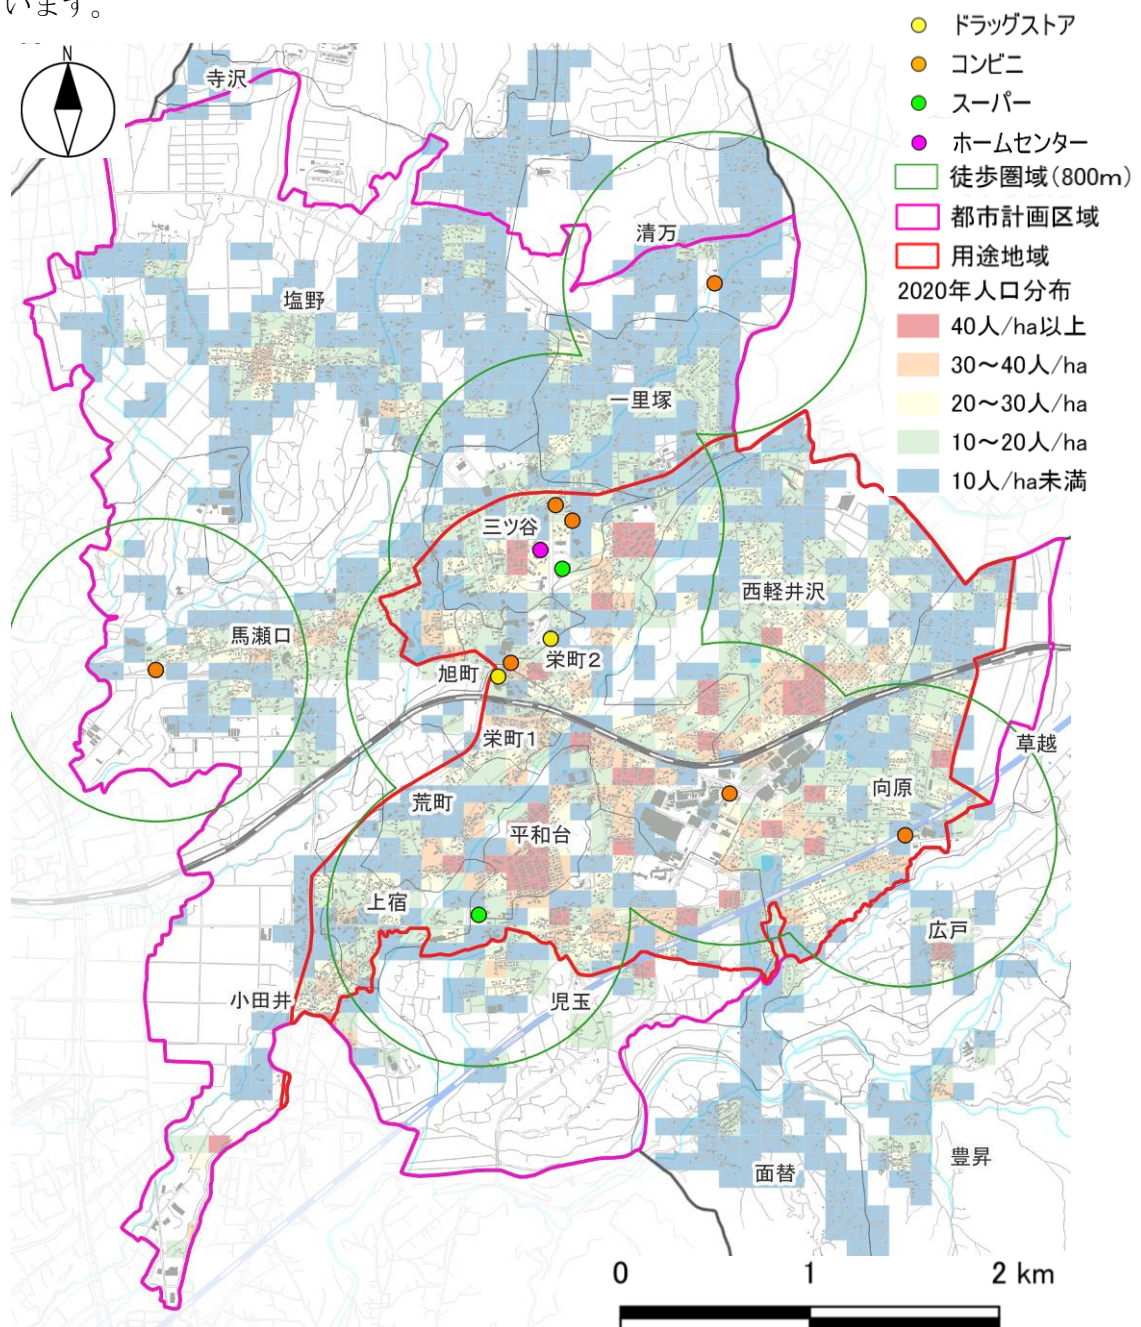 います。
N
ドラッグストア
コンビニ
スーパー
ホームセンター
徒歩圏域(800m)
都市計画区域
用途地域
2020年人口分布
40人/ha以上
30～40人/ha
20～30人/ha
10～20人/ha
10人/ha未満
寺沢
清万
塩野
一里塚
三ツ谷
西軽井沢
馬瀬口
旭町
栄町2
栄町1
草越
向原
荒町
平和台
上宿
広戸
小田井
児玉
面替
豊昇
0 1 2 km